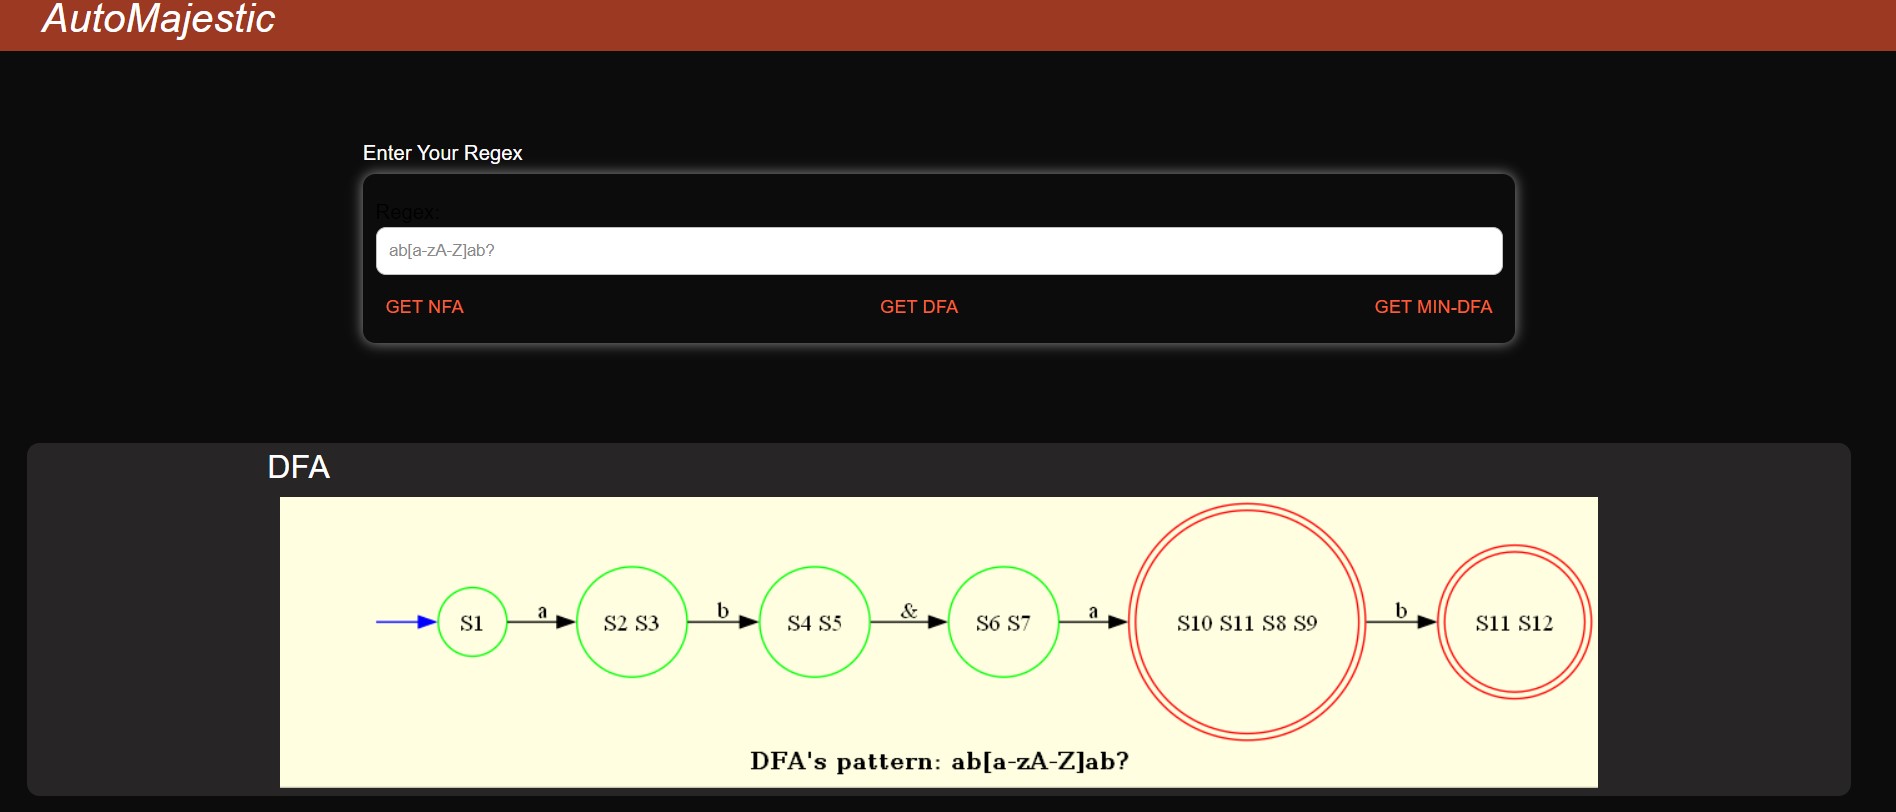 AutoMajestic
Enter Your Regex
Regex:
ab[a-zA-Z]ab?
GET NFA GET DFA GET MIN-DFA
DFA
S1 a S2 S3 b S4 S5 & S6 S7 a S10 S11 S8 S9 b S11 S12
DFA's pattern: ab[a-zA-Z]ab?